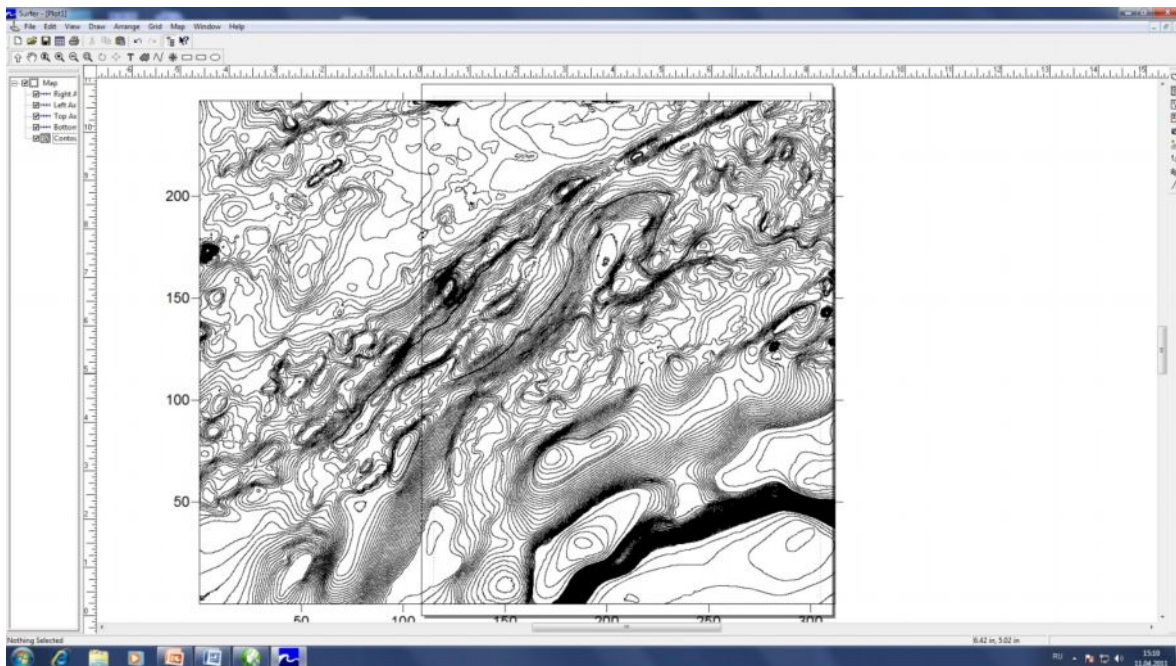 Surfer - [Plot1]
File Edit View Draw Arrange Grid Map Window Help
Map
Right A
Left Ax
Top Ax
Bottom
Contou
200
150
100
50
50 100 150 200 250 300
Nothing Selected 8.42 in, 5.02 in
RU 15:10